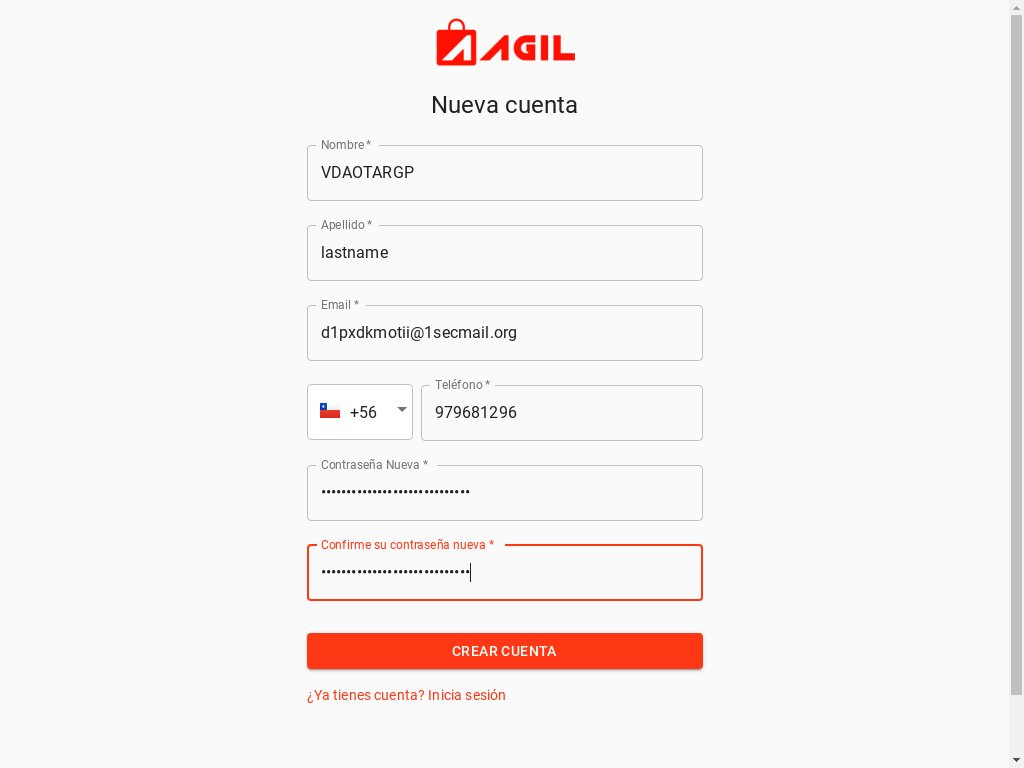 AGIL
Nueva cuenta
Nombre *
VDAOTARGP
Apellido *
lastname
Email *
d1pxdkmotii@1secmail.org
+56
Teléfono *
979681296
Contraseña Nueva *
•••••••••••••••••••••••••••••
Confirme su contraseña nueva *
•••••••••••••••••••••••••••••
CREAR CUENTA
¿Ya tienes cuenta? Inicia sesión